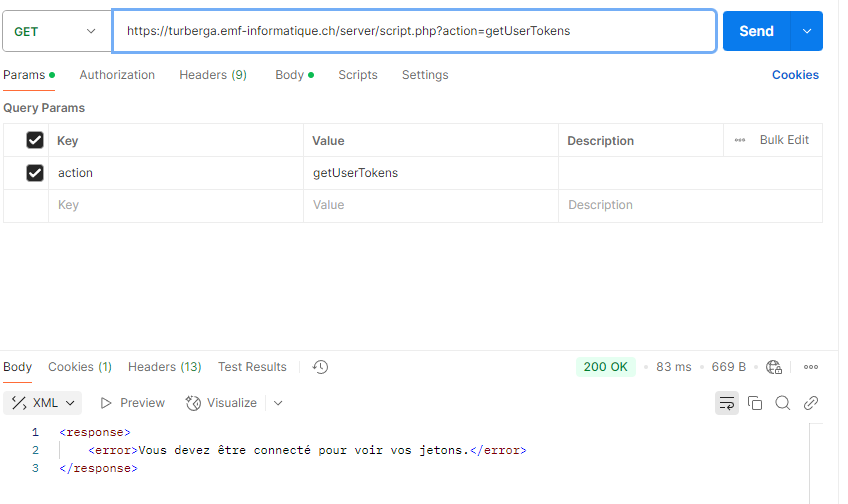 GET https://turberga.emf-informatique.ch/server/script.php?action=getUserTokens Send
Params Authorization Headers (9) Body Scripts Settings Cookies
Query Params
Key Value Description Bulk Edit
action getUserTokens
Key Value Description
Body Cookies (1) Headers (13) Test Results 200 OK 83 ms 669 B
XML Preview Visualize
1 <response>
2 <error>Vous devez être connecté pour voir vos jetons.</error>
3 </response>